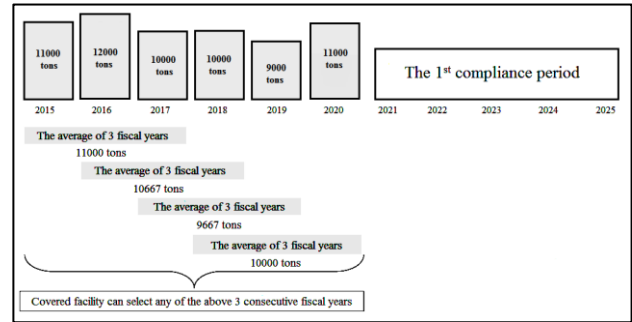 11000
tons
12000
tons
10000
tons
10000
tons
9000
tons
11000
tons
The 1st compliance period
2015 2016 2017 2018 2019 2020 2021 2022 2023 2024 2025
The average of 3 fiscal years
11000 tons
The average of 3 fiscal years
10667 tons
The average of 3 fiscal years
9667 tons
The average of 3 fiscal years
10000 tons
Covered facility can select any of the above 3 consecutive fiscal years